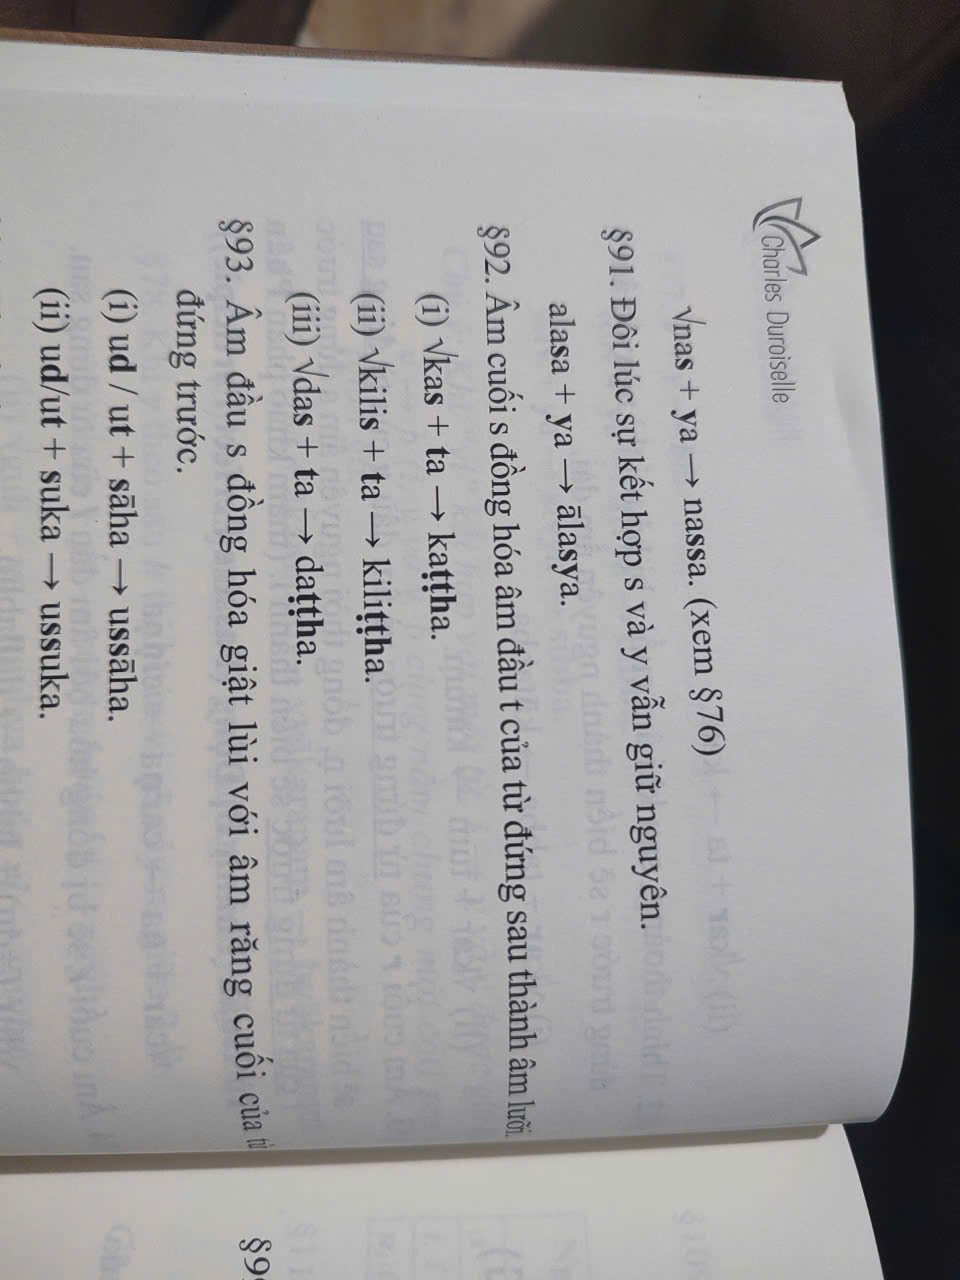 Charles Duroiselle
√nas + ya → nassa. (xem §76)
§91. Đôi lúc sự kết hợp s và y vẫn giữ nguyên.
alasa + ya → ālasya.
§92. Âm cuối s đồng hóa âm đầu t của từ đứng sau thành âm lưỡi.
(i) √kas + ta → kaṭṭha.
(ii) √kilis + ta → kiliṭṭha.
(iii) √das + ta → daṭṭha.
§93. Âm đầu s đồng hóa giật lùi với âm răng cuối của từ
đứng trước.
(i) ud / ut + sāha → ussāha.
(ii) ud/ut + suka → ussuka.